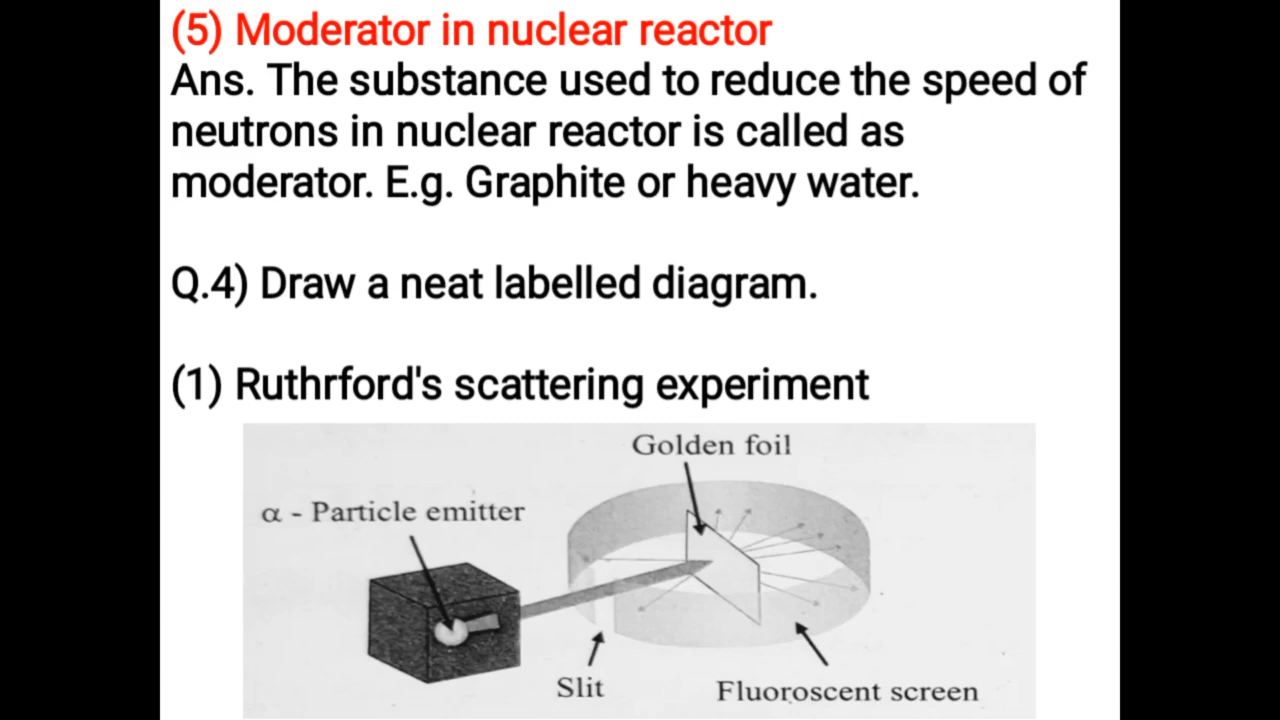 (5) Moderator in nuclear reactor
Ans. The substance used to reduce the speed of
neutrons in nuclear reactor is called as
moderator. E.g. Graphite or heavy water.
Q.4) Draw a neat labelled diagram.
(1) Ruthrford's scattering experiment
Golden foil
α - Particle emitter
Slit
Fluoroscent screen